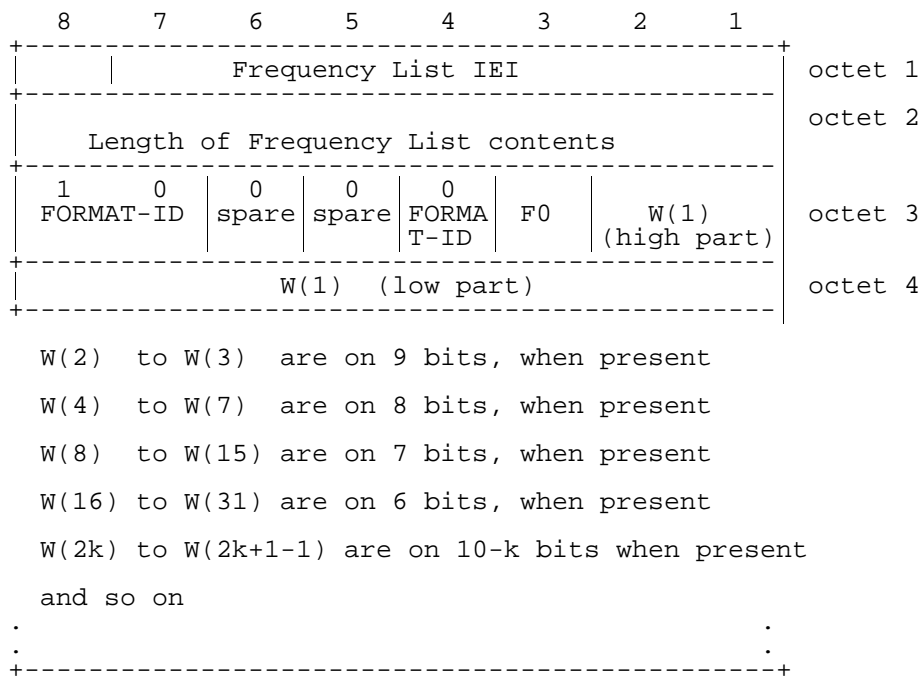 8 7 6 5 4 3 2 1
+-----------------------------------------------+
Frequency List IEI octet 1
+-----------------------------------------------
octet 2
Length of Frequency List contents
+-----------------------------------------------
1 0 0 0 0
FORMAT-ID spare spare FORMA F0 W(1) octet 3
T-ID (high part)
+-----------------------------------------------
W(1) (low part) octet 4
+-----------------------------------------------
W(2) to W(3) are on 9 bits, when present
W(4) to W(7) are on 8 bits, when present
W(8) to W(15) are on 7 bits, when present
W(16) to W(31) are on 6 bits, when present
W(2k) to W(2k+1-1) are on 10-k bits when present
and so on
. .
. .
+-----------------------------------------------+